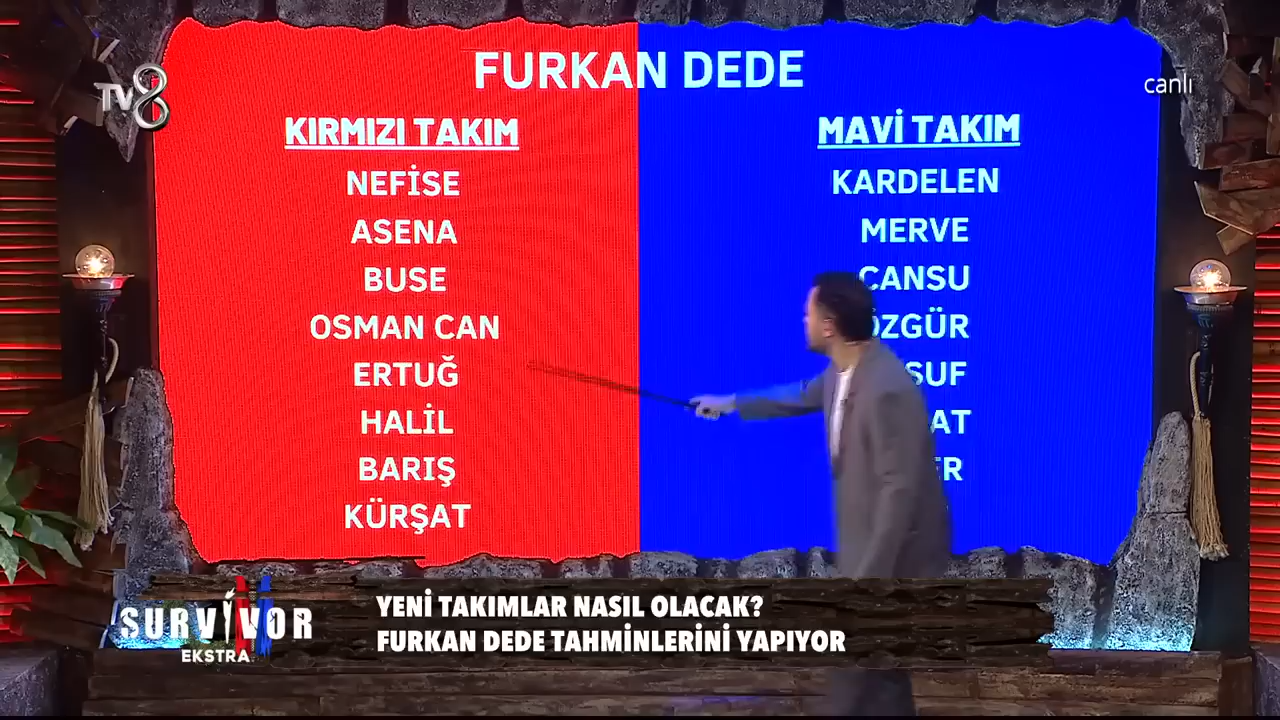 FURKAN DEDE
TV8
canlı
KIRMIZI TAKIM
NEFİSE
ASENA
BUSE
OSMAN CAN
ERTUĞ
HALİL
BARIŞ
KÜRŞAT
MAVİ TAKIM
KARDELEN
MERVE
CANSU
ÖZGÜR
SURVIVOR
EKSTRA
YENİ TAKIMLAR NASIL OLACAK?
FURKAN DEDE TAHMİNLERİNİ YAPIYOR